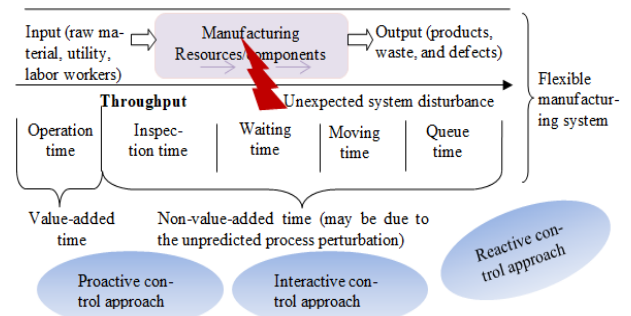 Input (raw ma-
terial, utility,
labor workers)
Manufacturing
Resources/components
Output (products,
waste, and defects)
Flexible
manufactur-
ing system
Throughput
Unexpected system disturbance
Operation
time
Inspec-
tion time
Waiting
time
Moving
time
Queue
time
Value-added
time
Non-value-added time (may be due to
the unpredicted process perturbation)
Reactive con-
trol approach
Proactive con-
trol approach
Interactive con-
trol approach